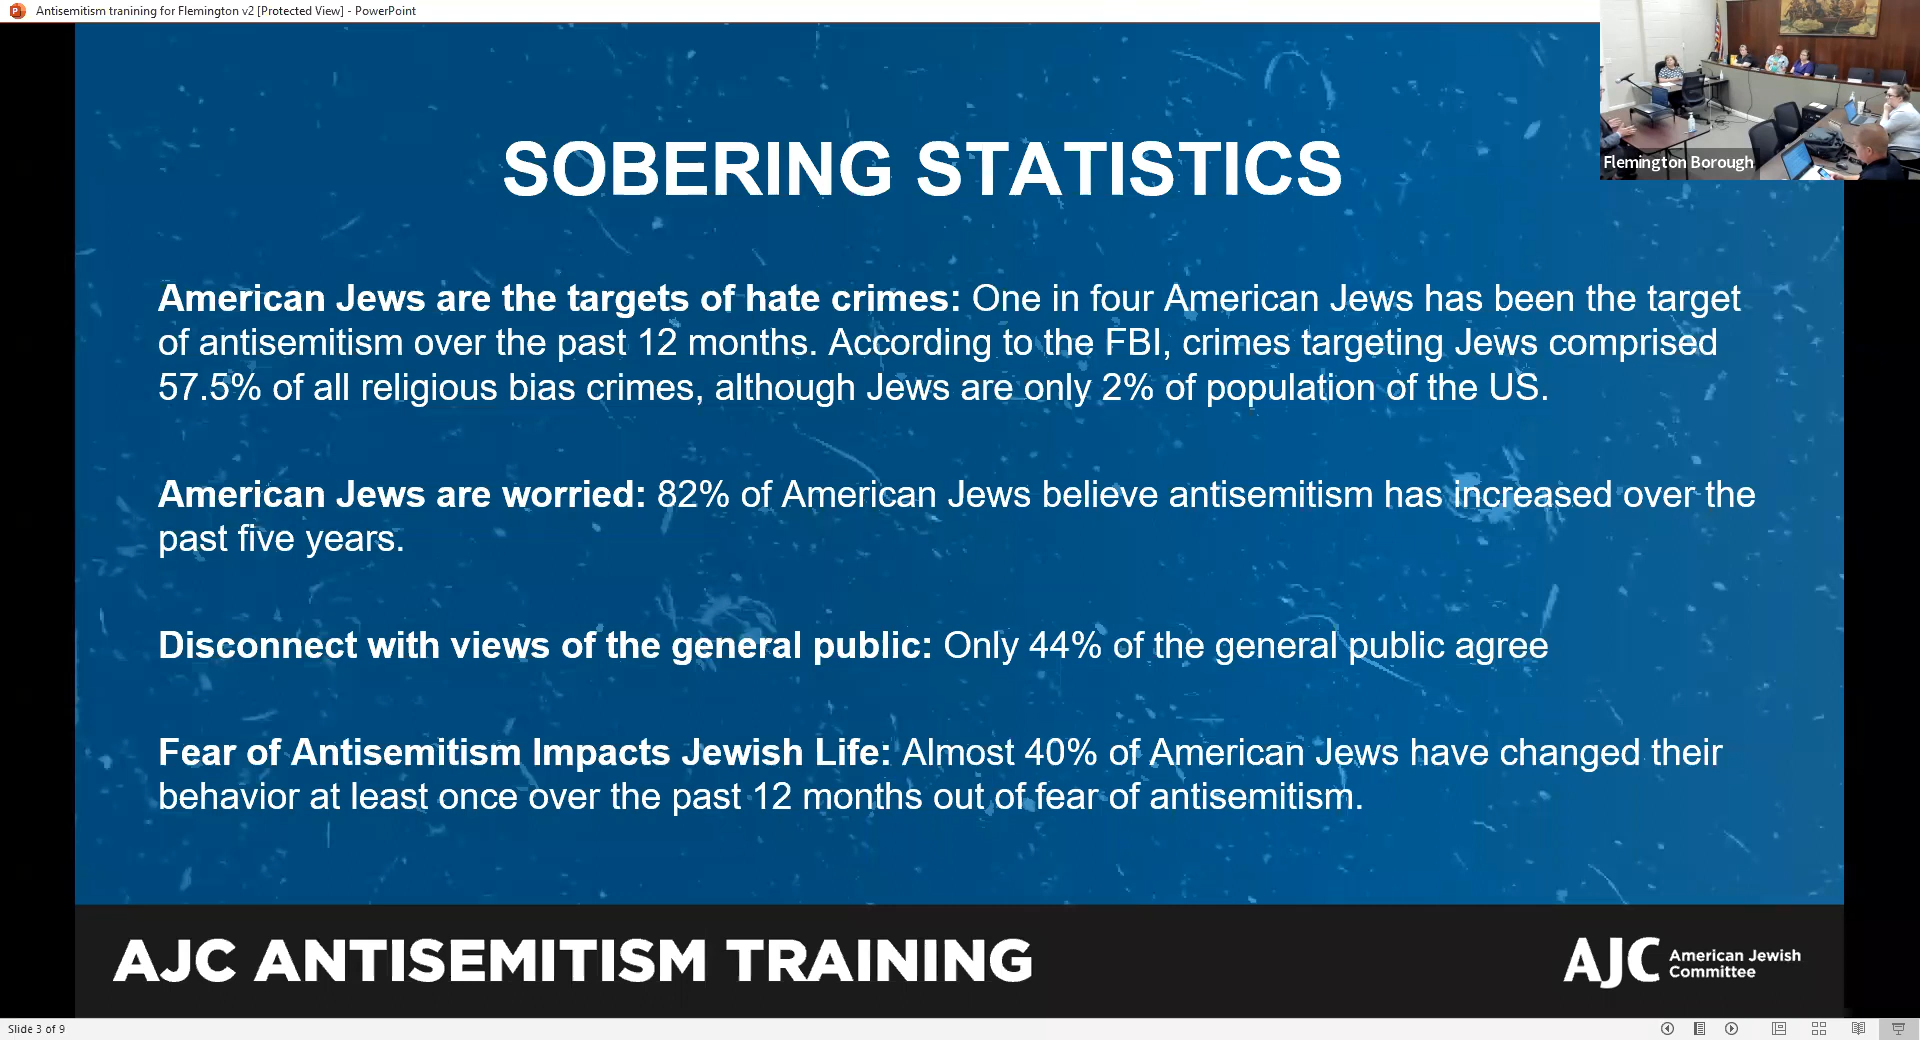 Antisemitism tranining for Flemington v2 [Protected View] - PowerPoint
Flemington Borough
SOBERING STATISTICS
American Jews are the targets of hate crimes: One in four American Jews has been the target
of antisemitism over the past 12 months. According to the FBI, crimes targeting Jews comprised
57.5% of all religious bias crimes, although Jews are only 2% of population of the US.
American Jews are worried: 82% of American Jews believe antisemitism has increased over the
past five years.
Disconnect with views of the general public: Only 44% of the general public agree
Fear of Antisemitism Impacts Jewish Life: Almost 40% of American Jews have changed their
behavior at least once over the past 12 months out of fear of antisemitism.
AJC ANTISEMITISM TRAINING
AJC American Jewish
Committee
Slide 3 of 9